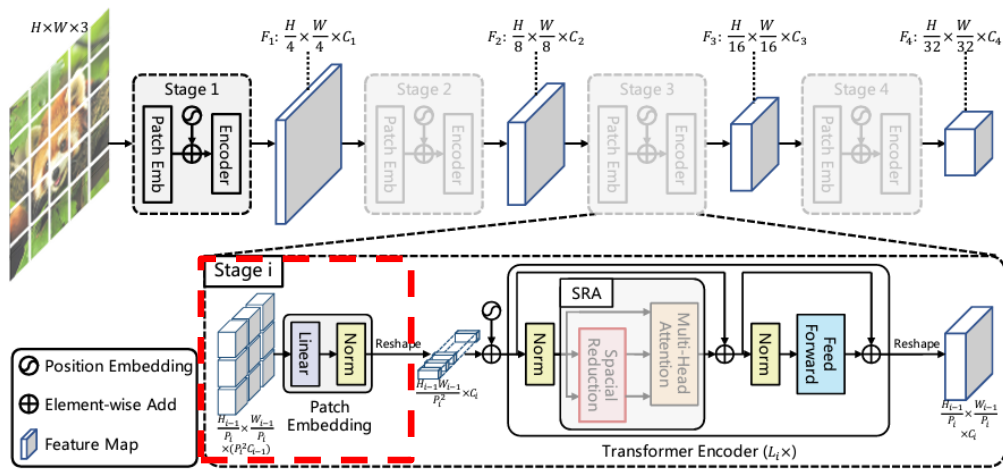 H×W×3
F₁: H/4 × W/4 ×C₁
F₂: H/8 × W/8 ×C₂
F₃: H/16 × W/16 ×C₃
F₄: H/32 × W/32 ×C₄
Stage 1
Patch Emb
Encoder
Stage 2
Patch Emb
Encoder
Stage 3
Patch Emb
Encoder
Stage 4
Patch Emb
Encoder
Stage i
Linear
Norm
Patch
Embedding
Reshape
Hᵢ₋₁/Pᵢ × Wᵢ₋₁/Pᵢ
×(Pᵢ²Cᵢ₋₁)
Hᵢ₋₁Wᵢ₋₁/Pᵢ² ×Cᵢ
Norm
SRA
Spacial
Reduction
Multi-Head
Attention
Norm
Feed
Forward
Reshape
Hᵢ₋₁/Pᵢ × Wᵢ₋₁/Pᵢ
×Cᵢ
Transformer Encoder (Lᵢ×)
Position Embedding
Element-wise Add
Feature Map